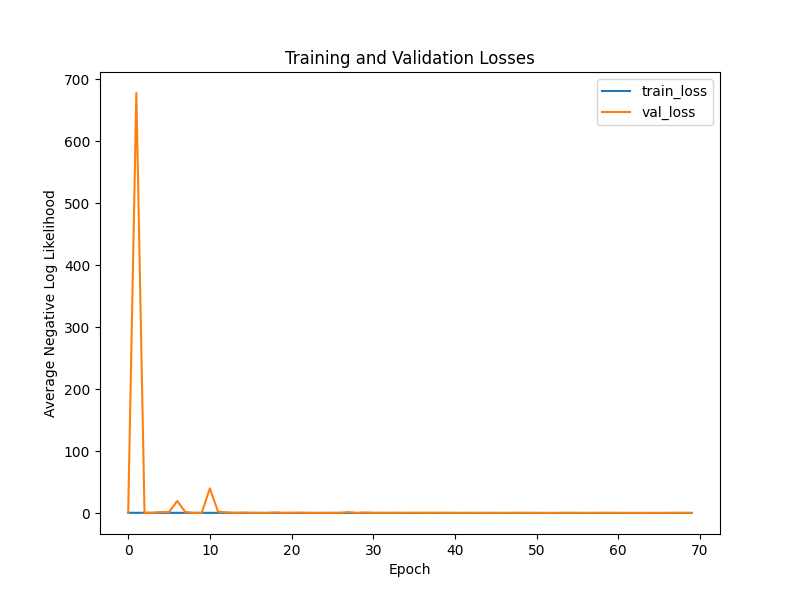 Training and Validation Losses
700
600
500
400
300
200
100
0
Average Negative Log Likelihood
train_loss
val_loss
0 10 20 30 40 50 60 70
Epoch